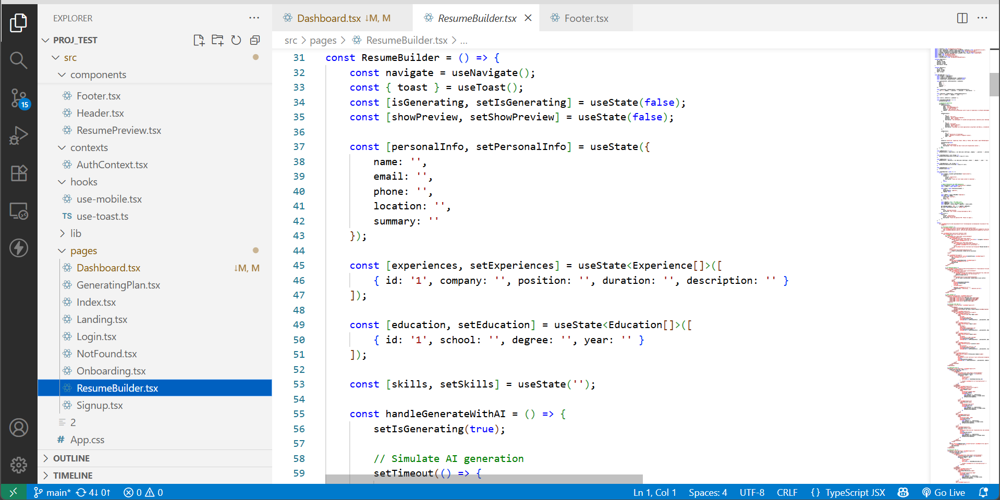 EXPLORER
PROJ_TEST
src
components
Footer.tsx
Header.tsx
ResumePreview.tsx
contexts
AuthContext.tsx
hooks
use-mobile.tsx
TS use-toast.ts
lib
pages
Dashboard.tsx ↓M, M
GeneratingPlan.tsx
Index.tsx
Landing.tsx
Login.tsx
NotFound.tsx
Onboarding.tsx
ResumeBuilder.tsx
Signup.tsx
2
# App.css
OUTLINE
TIMELINE
15
Dashboard.tsx ↓M, M
ResumeBuilder.tsx
Footer.tsx
src > pages > ResumeBuilder.tsx > ...
31 const ResumeBuilder = () => {
32 const navigate = useNavigate();
33 const { toast } = useToast();
34 const [isGenerating, setIsGenerating] = useState(false);
35 const [showPreview, setShowPreview] = useState(false);
36
37 const [personalInfo, setPersonalInfo] = useState({
38 name: '',
39 email: '',
40 phone: '',
41 location: '',
42 summary: ''
43 });
44
45 const [experiences, setExperiences] = useState<Experience[]>([
46 { id: '1', company: '', position: '', duration: '', description: '' }
47 ]);
48
49 const [education, setEducation] = useState<Education[]>([
50 { id: '1', school: '', degree: '', year: '' }
51 ]);
52
53 const [skills, setSkills] = useState('');
54
55 const handleGenerateWithAI = () => {
56 setIsGenerating(true);
57
58 // Simulate AI generation
59 setTimeout(() => {
main* 4↓ 0↑ 0 0
Ln 1, Col 1 Spaces: 4 UTF-8 CRLF {} TypeScript JSX Go Live